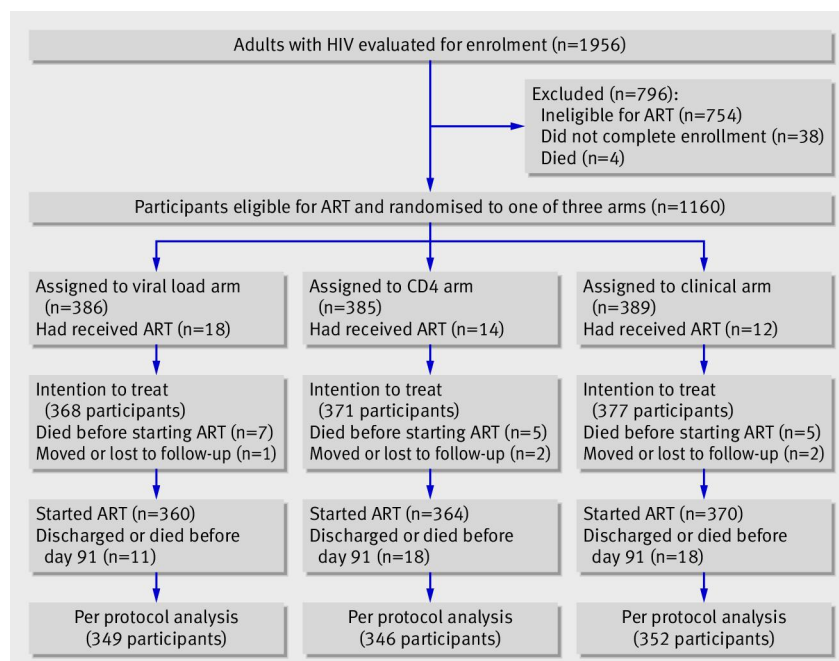 Adults with HIV evaluated for enrolment (n=1956)
Excluded (n=796):
Ineligible for ART (n=754)
Did not complete enrollment (n=38)
Died (n=4)
Participants eligible for ART and randomised to one of three arms (n=1160)
Assigned to viral load arm
(n=386)
Had received ART (n=18)
Assigned to CD4 arm
(n=385)
Had received ART (n=14)
Assigned to clinical arm
(n=389)
Had received ART (n=12)
Intention to treat
(368 participants)
Died before starting ART (n=7)
Moved or lost to follow-up (n=1)
Intention to treat
(371 participants)
Died before starting ART (n=5)
Moved or lost to follow-up (n=2)
Intention to treat
(377 participants)
Died before starting ART (n=5)
Moved or lost to follow-up (n=2)
Started ART (n=360)
Discharged or died before
day 91 (n=11)
Started ART (n=364)
Discharged or died before
day 91 (n=18)
Started ART (n=370)
Discharged or died before
day 91 (n=18)
Per protocol analysis
(349 participants)
Per protocol analysis
(346 participants)
Per protocol analysis
(352 participants)